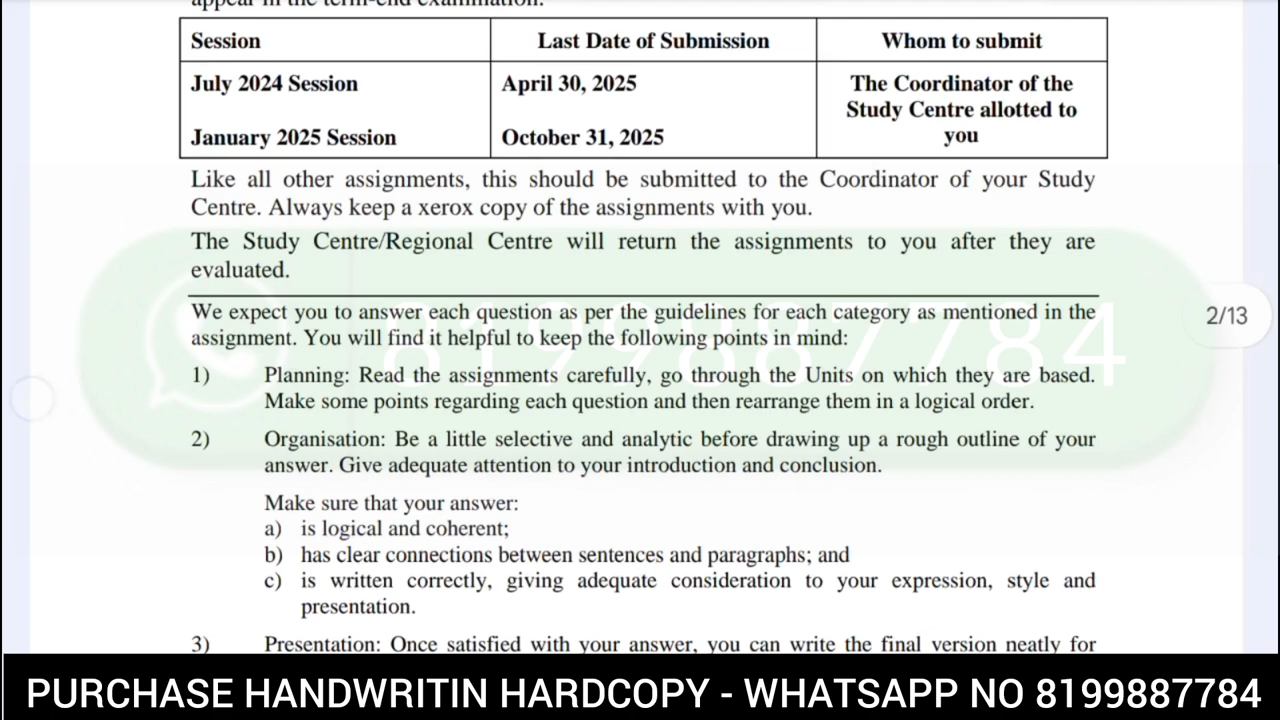 appear in the term-end examination.
Session Last Date of Submission Whom to submit
July 2024 Session April 30, 2025 The Coordinator of the
Study Centre allotted to
January 2025 Session October 31, 2025 you
Like all other assignments, this should be submitted to the Coordinator of your Study
Centre. Always keep a xerox copy of the assignments with you.
The Study Centre/Regional Centre will return the assignments to you after they are
evaluated.
We expect you to answer each question as per the guidelines for each category as mentioned in the
assignment. You will find it helpful to keep the following points in mind:
8199887784
2/13
1) Planning: Read the assignments carefully, go through the Units on which they are based.
Make some points regarding each question and then rearrange them in a logical order.
2) Organisation: Be a little selective and analytic before drawing up a rough outline of your
answer. Give adequate attention to your introduction and conclusion.
Make sure that your answer:
a) is logical and coherent;
b) has clear connections between sentences and paragraphs; and
c) is written correctly, giving adequate consideration to your expression, style and
presentation.
3) Presentation: Once satisfied with your answer, you can write the final version neatly for
PURCHASE HANDWRITIN HARDCOPY - WHATSAPP NO 8199887784